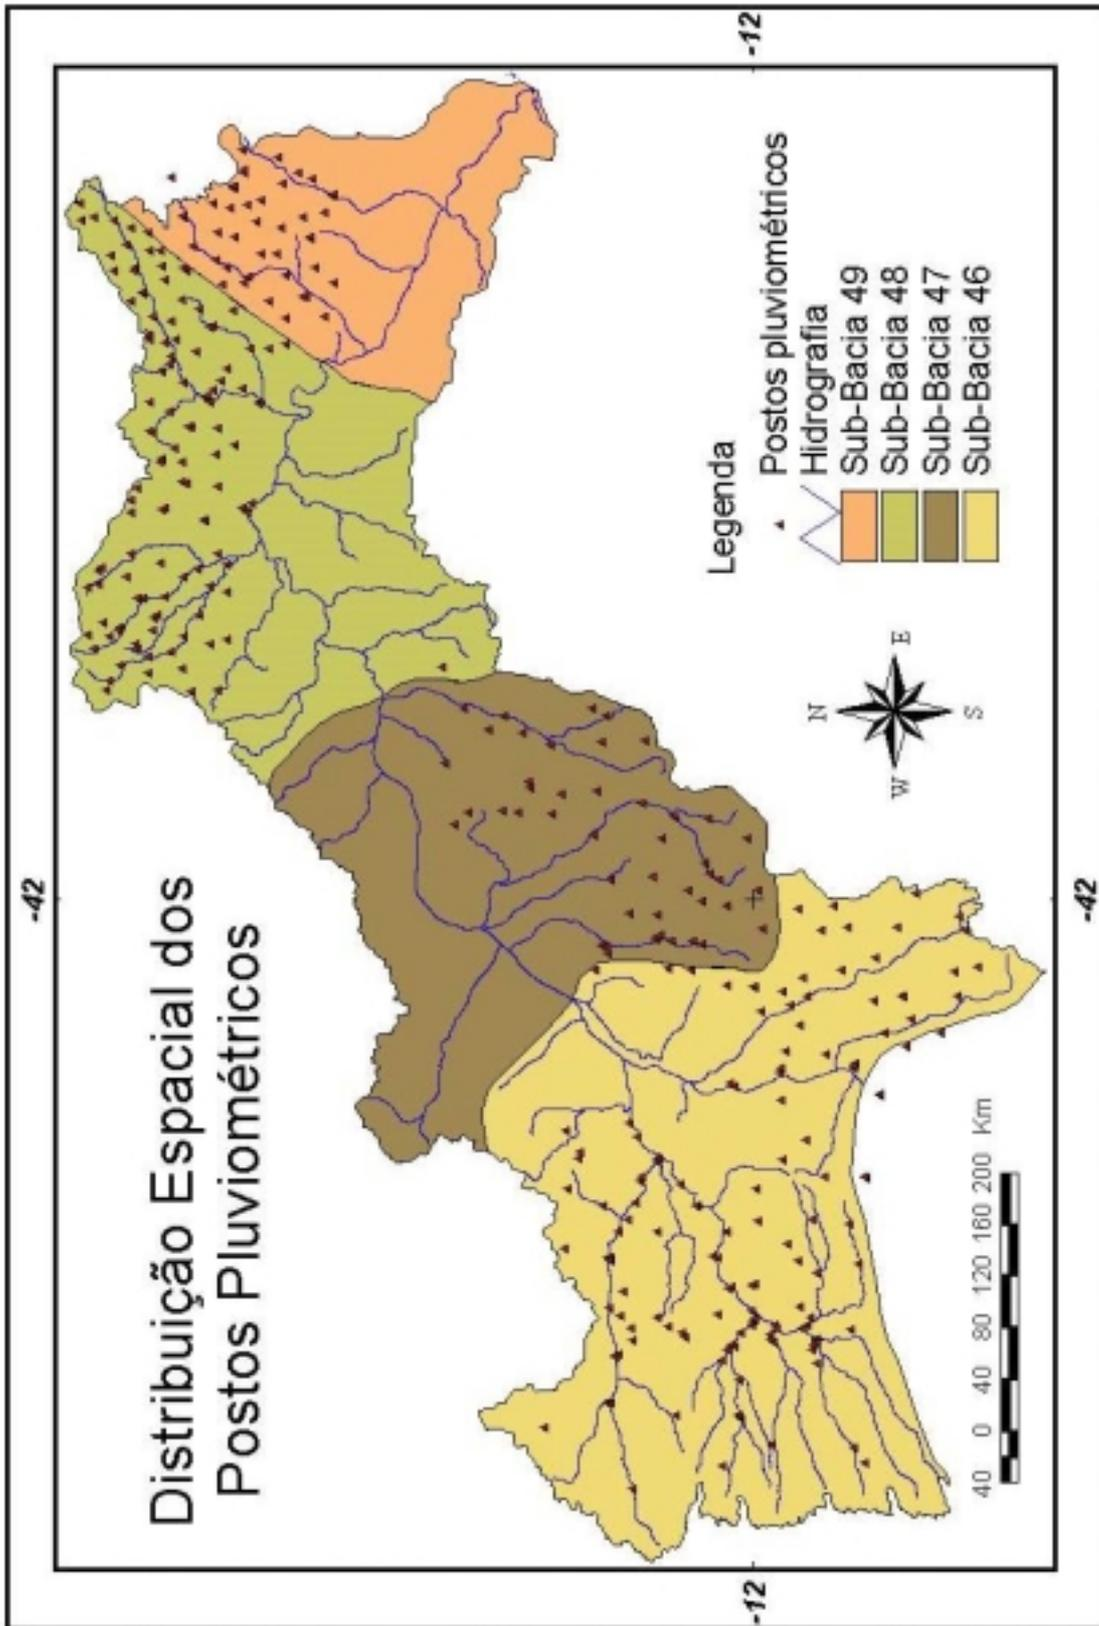 Distribuição Espacial dos
Postos Pluviométricos
-42
-12
-12
-42
Legenda
Postos pluviométricos
Hidrografia
Sub-Bacia 49
Sub-Bacia 48
Sub-Bacia 47
Sub-Bacia 46
N
W
E
S
40 0 40 80 120 160 200 Km